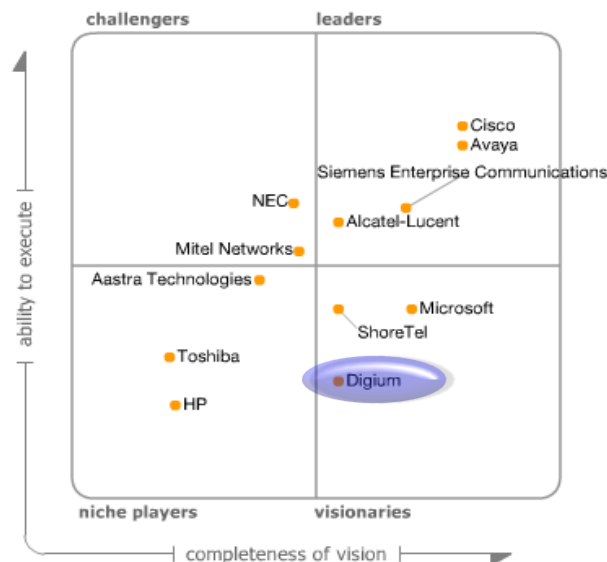 challengers
leaders
Cisco
Avaya
Siemens Enterprise Communications
NEC
Alcatel-Lucent
Mitel Networks
Aastra Technologies
Microsoft
ShoreTel
Toshiba
Digium
HP
niche players
visionaries
ability to execute
completeness of vision